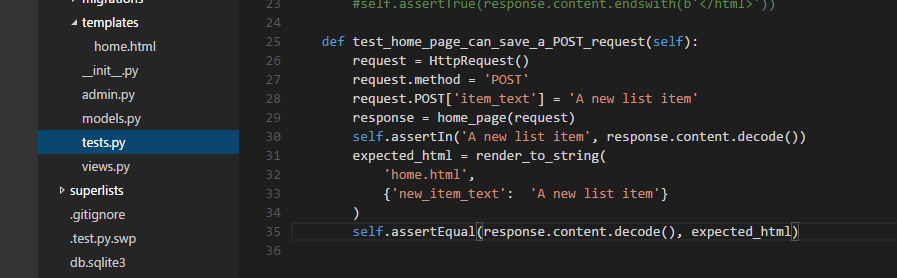 migrations
templates
home.html
__init__.py
admin.py
models.py
tests.py
views.py
superlists
.gitignore
.test.py.swp
db.sqlite3
23 #self.assertTrue(response.content.endswith(b'</html>'))
24
25 def test_home_page_can_save_a_POST_request(self):
26 request = HttpRequest()
27 request.method = 'POST'
28 request.POST['item_text'] = 'A new list item'
29 response = home_page(request)
30 self.assertIn('A new list item', response.content.decode())
31 expected_html = render_to_string(
32 'home.html',
33 {'new_item_text':  'A new list item'}
34 )
35 self.assertEqual(response.content.decode(), expected_html)
36